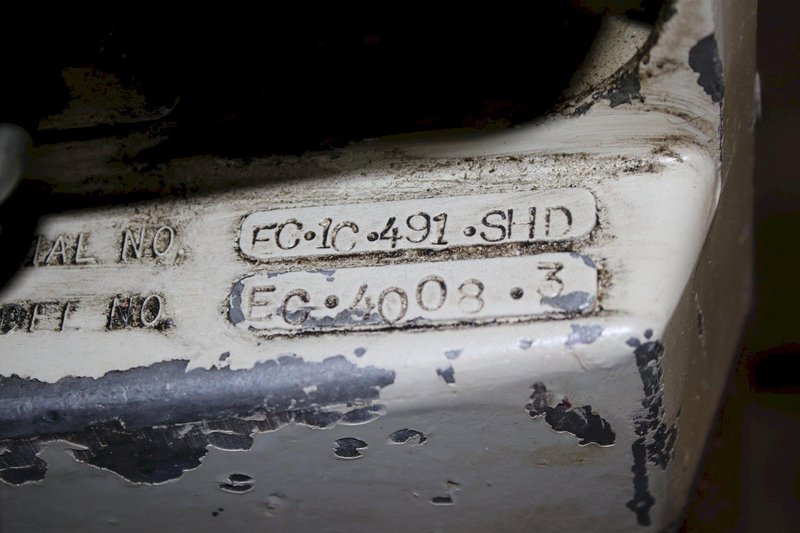 IAL NO. FC•1C•491•SHD
DEL NO EC•4008•3